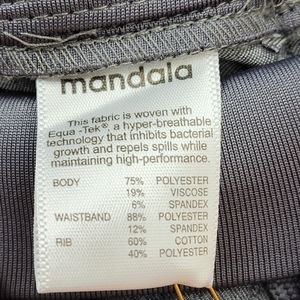 mandala
This fabric is woven with
Equa -Tek®, a hyper-breathable
technology that inhibits bacterial
growth and repels spills while
maintaining high-performance.
BODY 75% POLYESTER
19% VISCOSE
6% SPANDEX
WAISTBAND 88% POLYESTER
12% SPANDEX
RIB 60% COTTON
40% POLYESTER